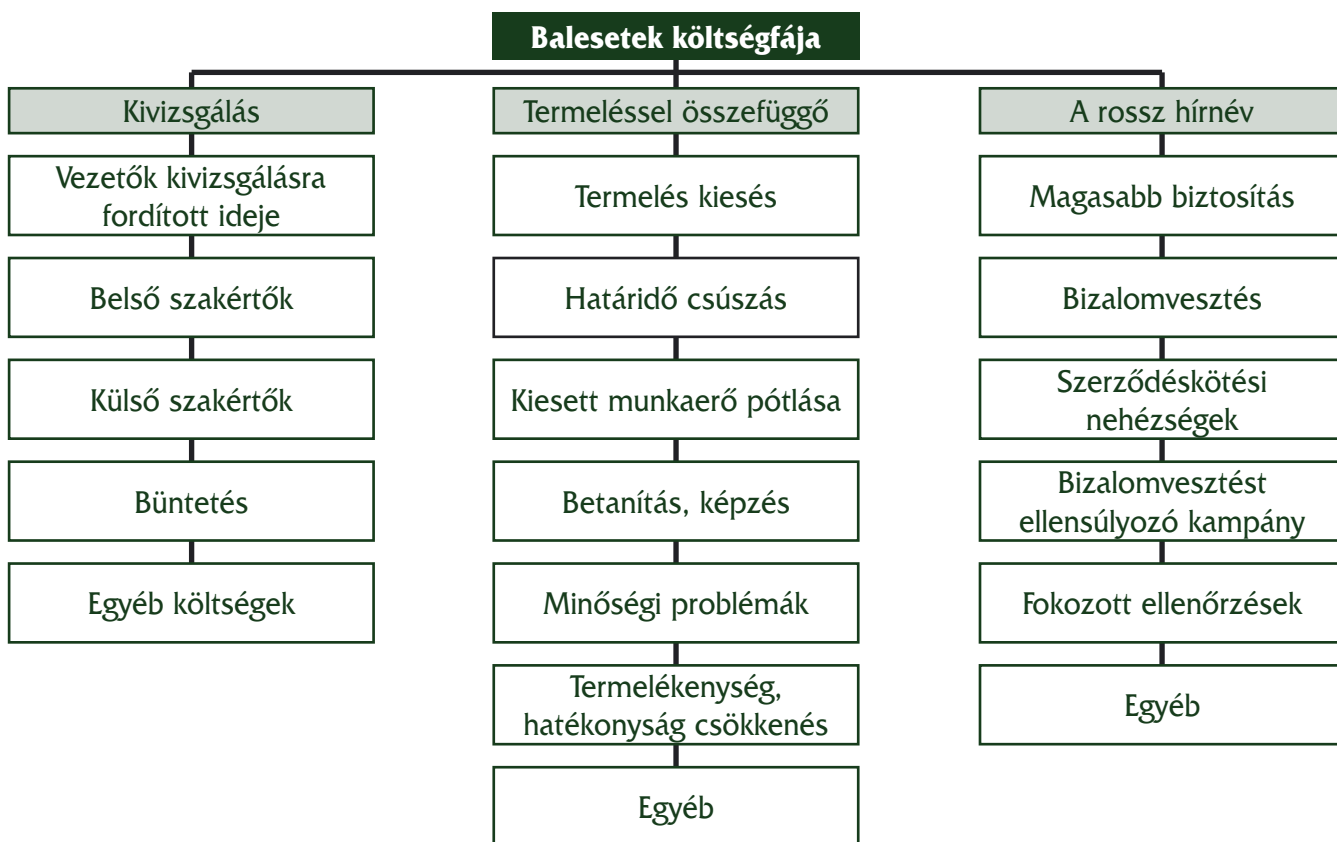 Balesetek költségfája
Kivizsgálás
Vezetők kivizsgálásra
fordított ideje
Belső szakértők
Külső szakértők
Büntetés
Egyéb költségek
Termeléssel összefüggő
Termelés kiesés
Határidő csúszás
Kiesett munkaerő pótlása
Betanítás, képzés
Minőségi problémák
Termelékenység,
hatékonyság csökkenés
Egyéb
A rossz hírnév
Magasabb biztosítás
Bizalomvesztés
Szerződéskötési
nehézségek
Bizalomvesztést
ellensúlyozó kampány
Fokozott ellenőrzések
Egyéb